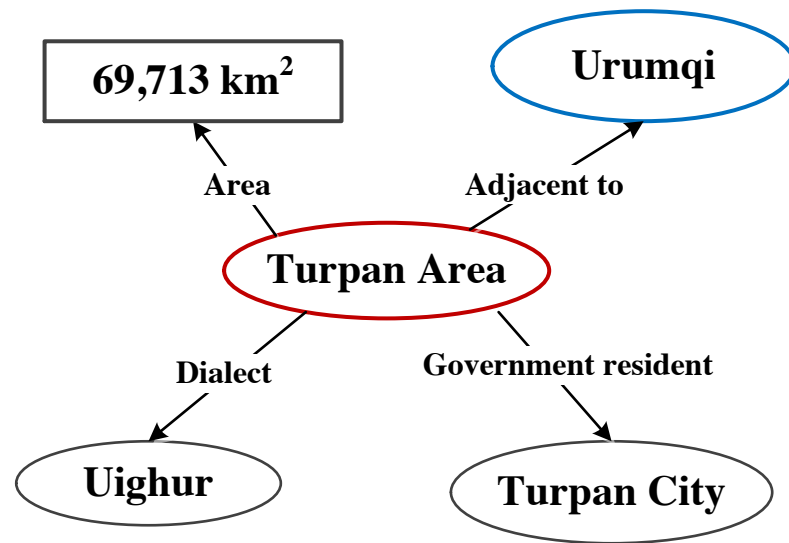 69,713 km²
Urumqi
Area
Adjacent to
Turpan Area
Dialect
Government resident
Uighur
Turpan City